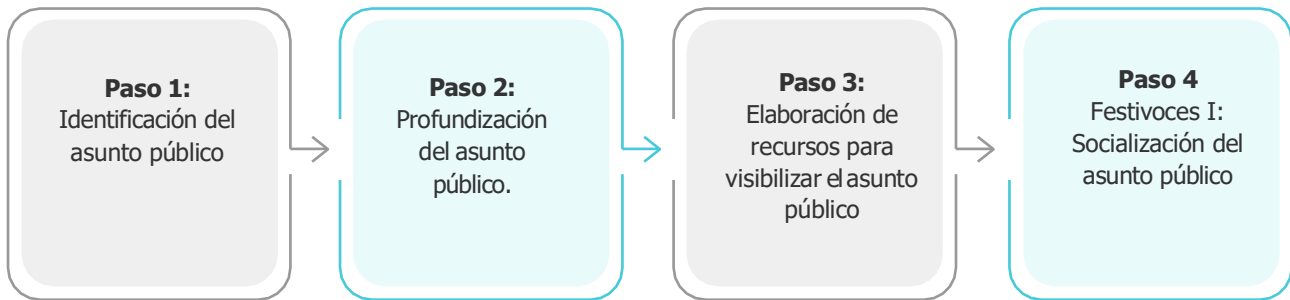 Paso 1:
Identificación del
asunto público
Paso 2:
Profundización
del asunto
público.
Paso 3:
Elaboración de
recursos para
visibilizar el asunto
público
Paso 4
Festivoces I:
Socialización del
asunto público